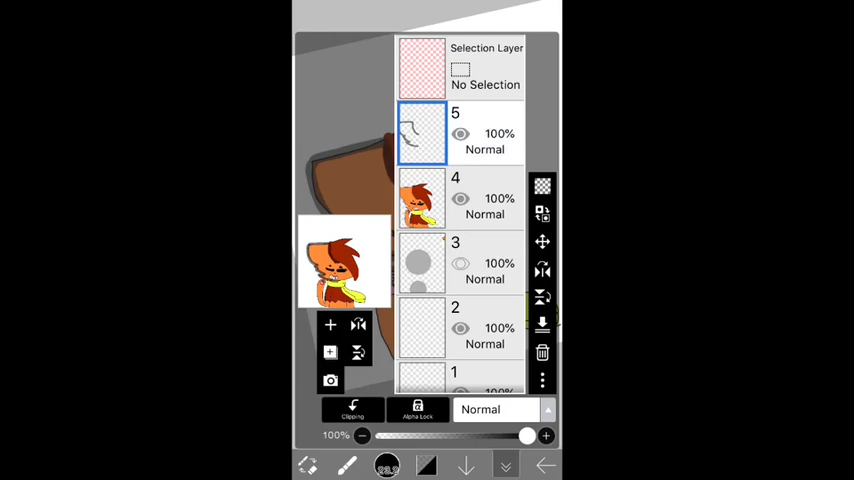 Selection Layer
No Selection
5
100%
Normal
4
100%
Normal
3
100%
Normal
2
100%
Normal
1
Clipping
Alpha Lock
Normal
100%